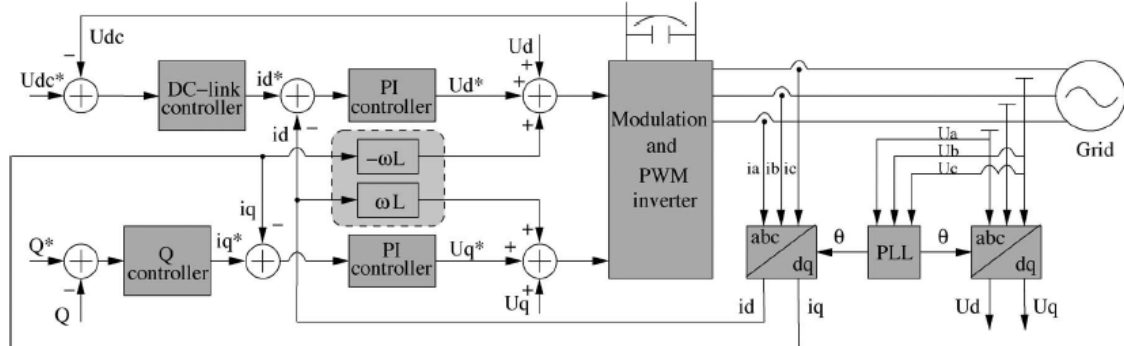 Udc
Ud
Udc*
DC-link
controller
id*
PI
controller
Ud*
id
-ωL
ωL
iq
Q*
Q
controller
iq*
PI
controller
Uq*
Q
Uq
Modulation
and
PWM
inverter
ia
ib
ic
Ua
Ub
Uc
Grid
abc
dq
θ
PLL
θ
abc
dq
id
iq
Ud
Uq